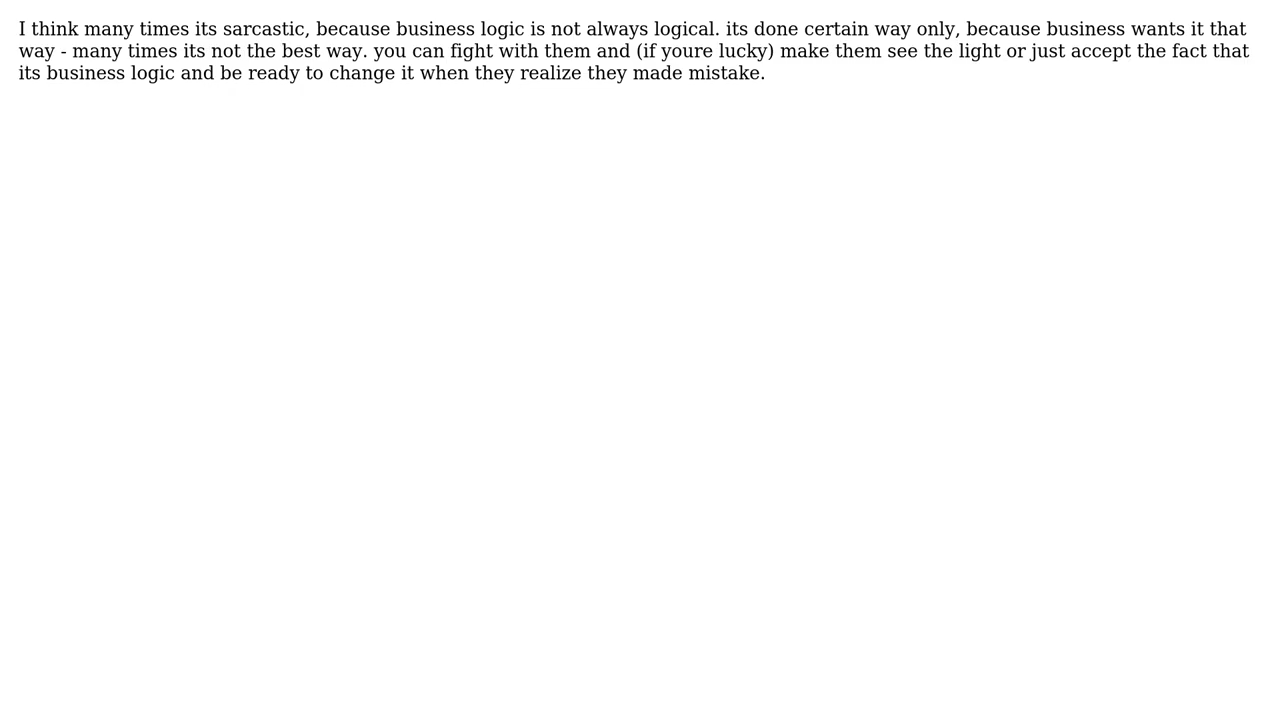 I think many times its sarcastic, because business logic is not always logical. its done certain way only, because business wants it that
way - many times its not the best way. you can fight with them and (if youre lucky) make them see the light or just accept the fact that
its business logic and be ready to change it when they realize they made mistake.